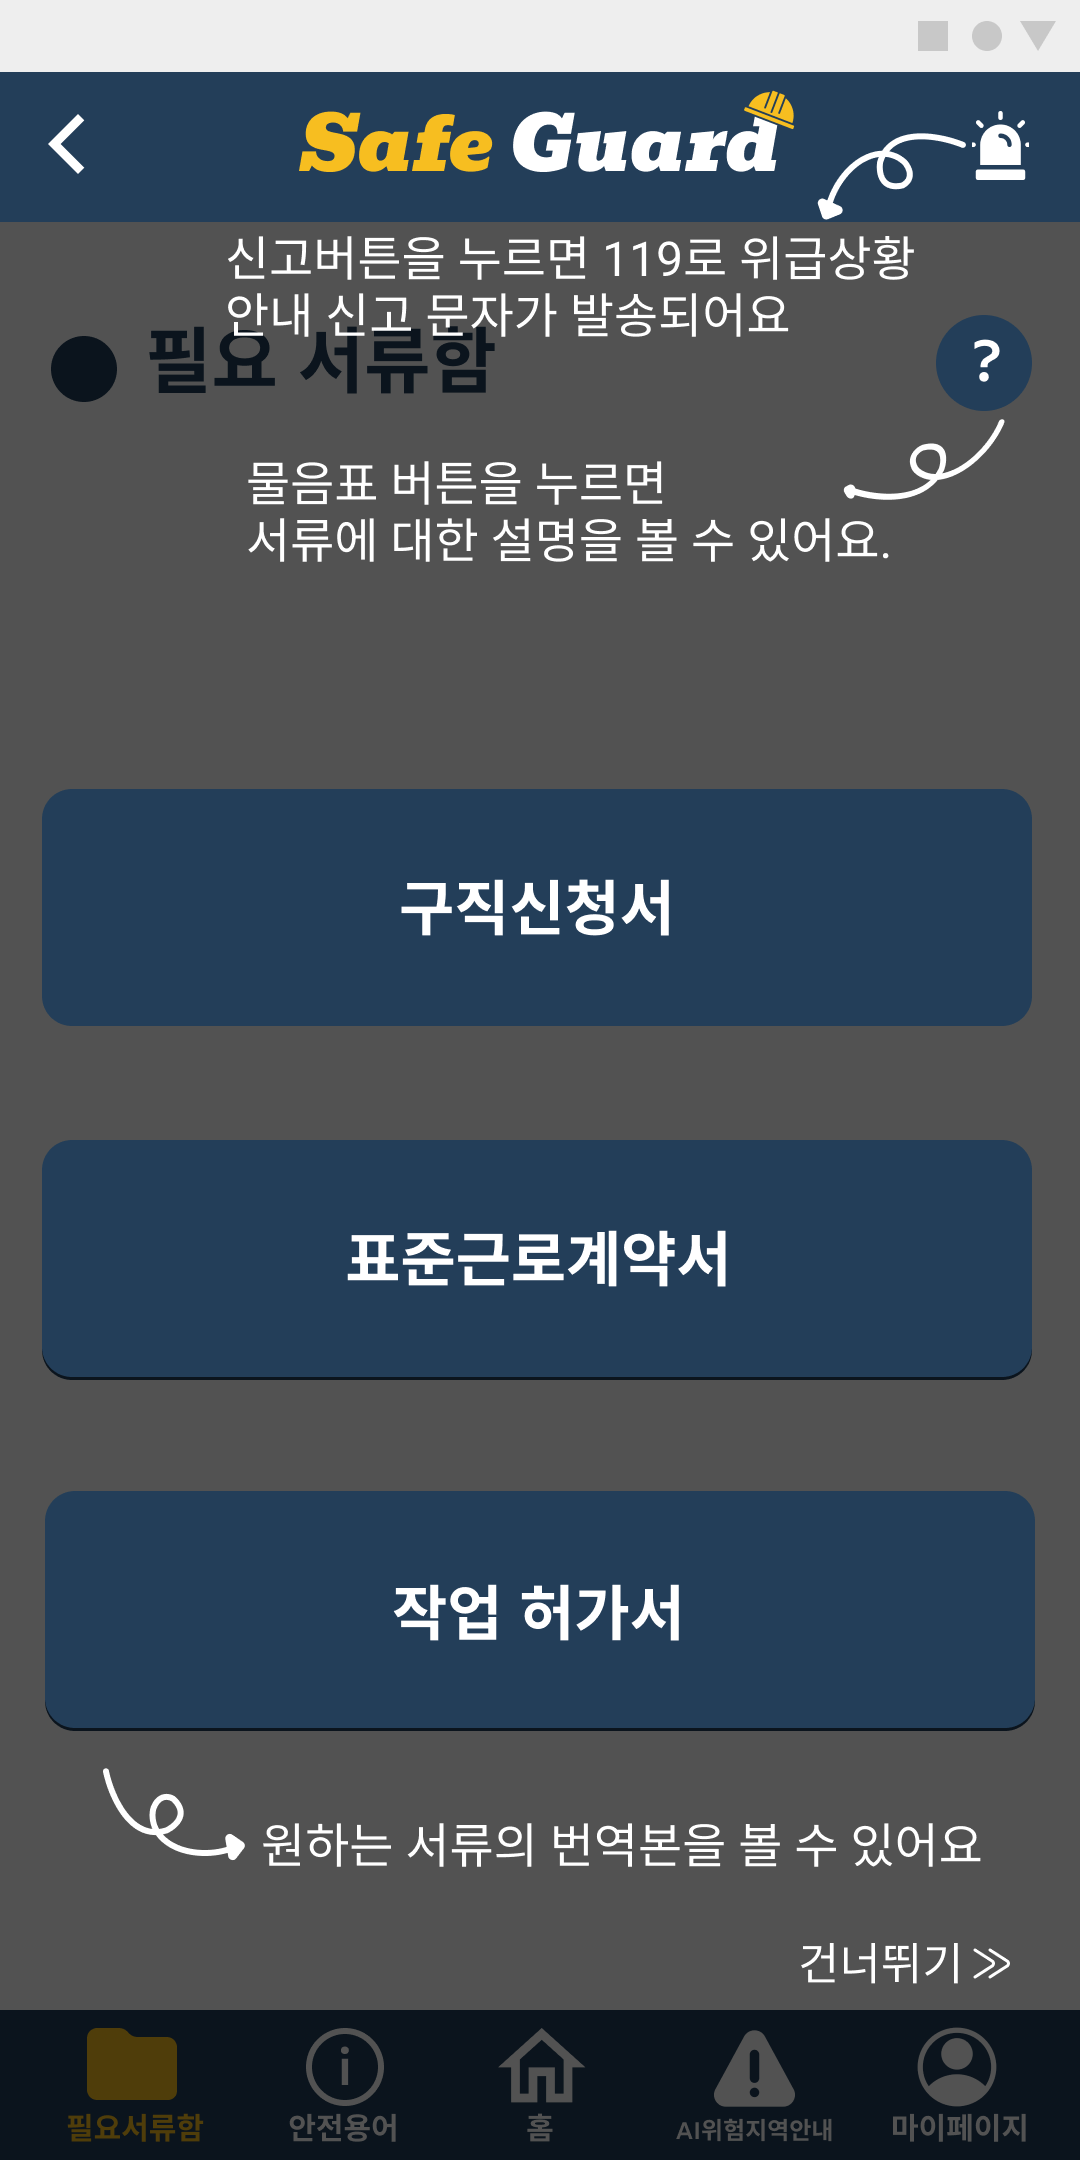 Safe Guard
신고버튼을 누르면 119로 위급상황
안내 신고 문자가 발송되어요
필요 서류함
?
물음표 버튼을 누르면
서류에 대한 설명을 볼 수 있어요.
구직신청서
표준근로계약서
작업 허가서
원하는 서류의 번역본을 볼 수 있어요
건너뛰기
필요서류함
안전용어
홈
AI위험지역안내
마이페이지